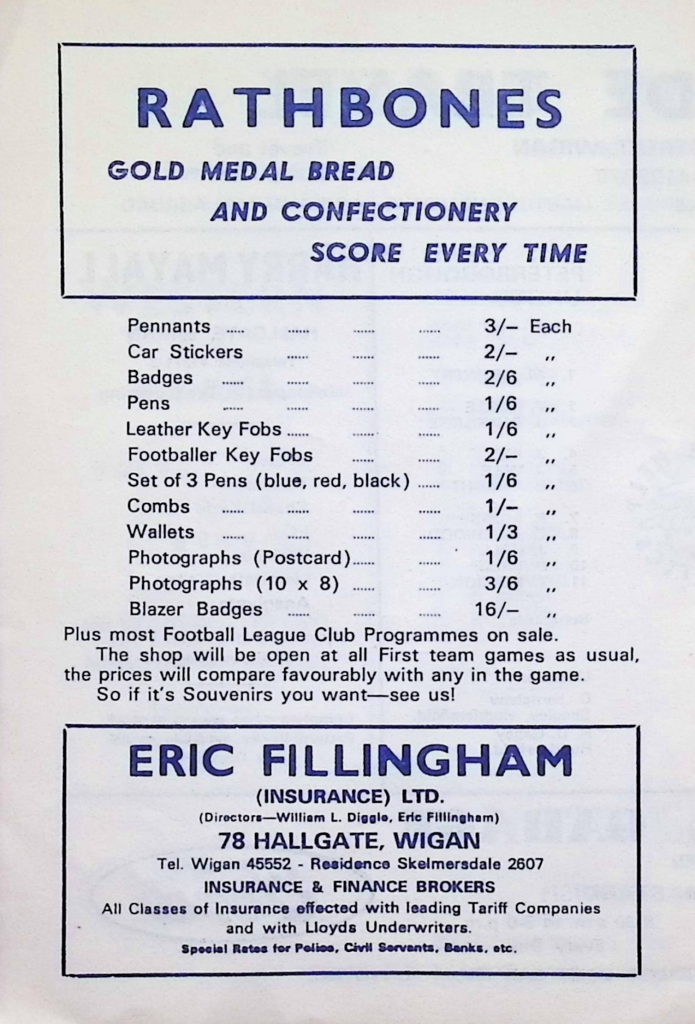 RATHBONES
GOLD MEDAL BREAD
AND CONFECTIONERY
SCORE EVERY TIME
Pennants ...... ...... ...... 3/– Each
Car Stickers ...... ...... ...... 2/– ,,
Badges ...... ...... ...... 2/6 ,,
Pens ...... ...... ...... 1/6 ,,
Leather Key Fobs ...... ...... ...... 1/6 ,,
Footballer Key Fobs ...... ...... 2/– ,,
Set of 3 Pens (blue, red, black) ...... 1/6 ,,
Combs ...... ...... ...... 1/– ,,
Wallets ...... ...... ...... 1/3 ,,
Photographs (Postcard) ...... ...... 1/6 ,,
Photographs (10 x 8) ...... ...... 3/6 ,,
Blazer Badges ...... ...... ...... 16/– ,,
Plus most Football League Club Programmes on sale.
The shop will be open at all First team games as usual,
the prices will compare favourably with any in the game.
So if it's Souvenirs you want—see us!
ERIC FILLINGHAM
(INSURANCE) LTD.
(Directors—William L. Diggle, Eric Fillingham)
78 HALLGATE, WIGAN
Tel. Wigan 45552 - Residence Skelmersdale 2607
INSURANCE & FINANCE BROKERS
All Classes of Insurance effeced with leading Tariff Companies
and with Lloyds Underwriters.
Special Rates for Police, Civil Servants, Banks, etc.